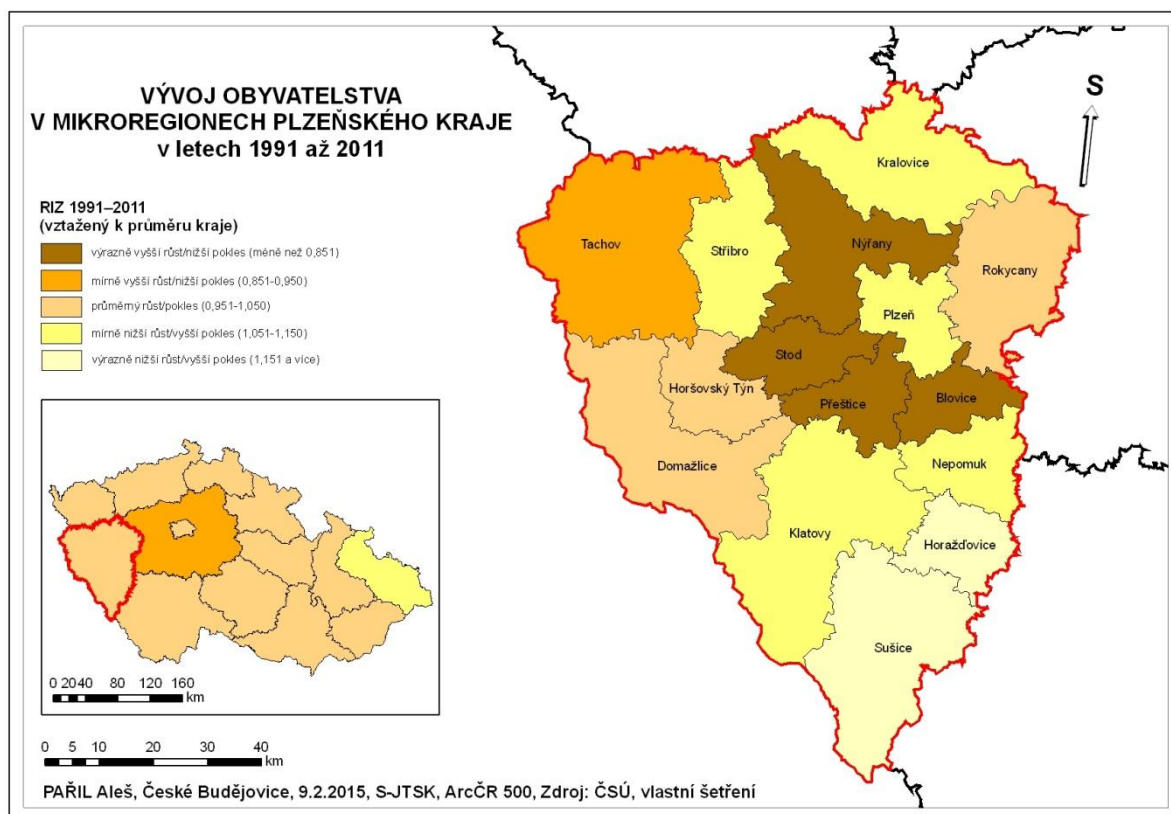 VÝVOJ OBYVATELSTVA
V MIKROREGIONECH PLZEŇSKÉHO KRAJE
v letech 1991 až 2011
RIZ 1991–2011
(vztažený k průměru kraje)
výrazně vyšší růst/nižší pokles (méně než 0,851)
mírně vyšší růst/nižší pokles (0,851-0,950)
průměrný růst/pokles (0,951-1,050)
mírně nižší růst/vyšší pokles (1,051-1,150)
výrazně nižší růst/vyšší pokles (1,151 a více)
S
Kralovice
Tachov
Stříbro
Nýřany
Rokycany
Plzeň
Stod
Horšovský Týn
Přeštice
Blovice
Domažlice
Nepomuk
Klatovy
Horažďovice
Sušice
0 20 40 80 120 160
km
0 5 10 20 30 40
km
PAŘIL Aleš, České Budějovice, 9.2.2015, S-JTSK, ArcČR 500, Zdroj: ČSÚ, vlastní šetření